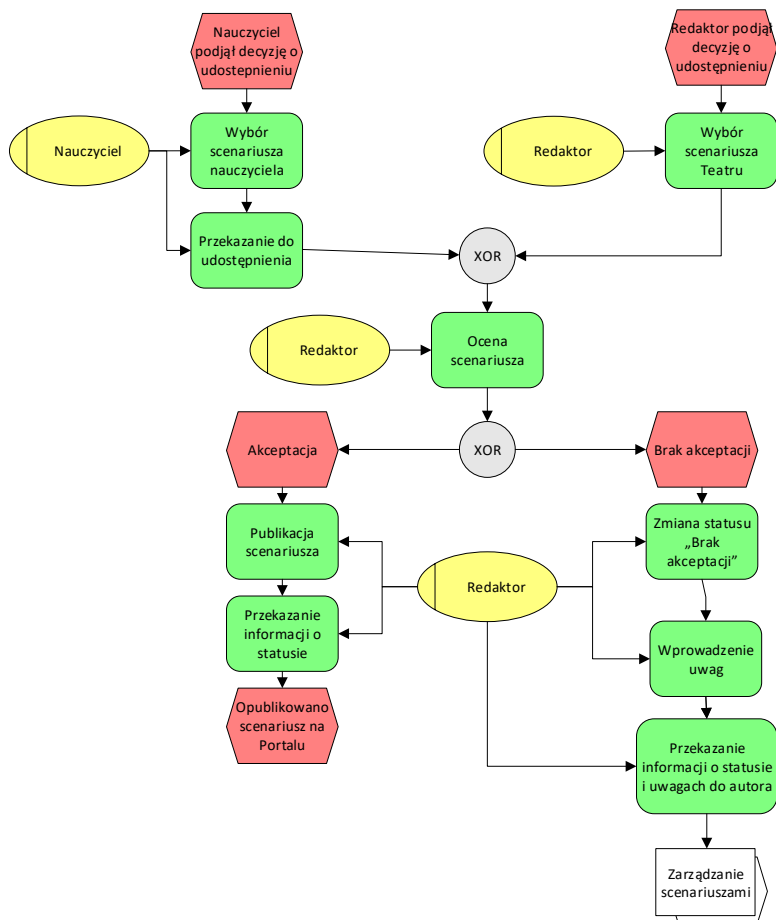 Nauczyciel
podjął decyzję o
udostepnieniu
Redaktor podjął
decyzję o
udostępnieniu
Nauczyciel
Wybór
scenariusza
nauczyciela
Redaktor
Wybór
scenariusza
Teatru
Przekazanie do
udostępnienia
XOR
Redaktor
Ocena
scenariusza
Akceptacja
XOR
Brak akceptacji
Publikacja
scenariusza
Zmiana statusu
„Brak
akceptacji”
Redaktor
Przekazanie
informacji o
statusie
Wprowadzenie
uwag
Opublikowano
scenariusz na
Portalu
Przekazanie
informacji o statusie
i uwagach do autora
Zarządzanie
scenariuszami